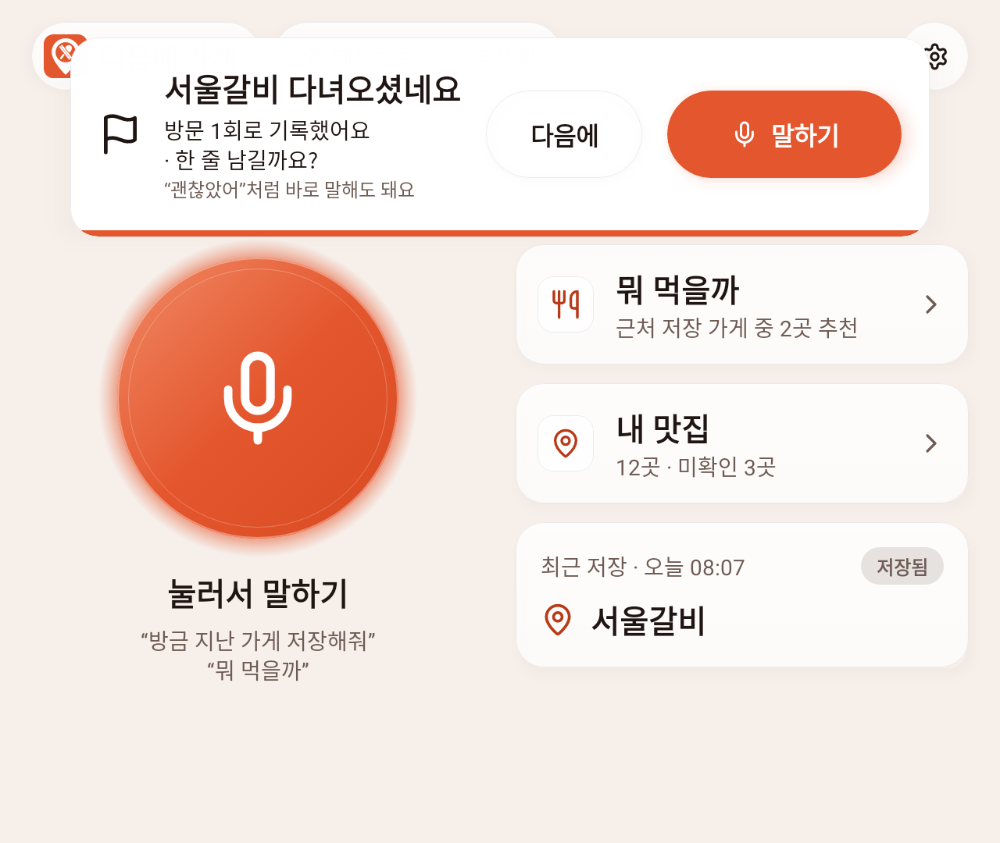 서울갈비 다녀오셨네요
방문 1회로 기록했어요
· 한 줄 남길까요?
“괜찮았어”처럼 바로 말해도 돼요
다음에
말하기
눌러서 말하기
“방금 지난 가게 저장해줘”
“뭐 먹을까”
뭐 먹을까
근처 저장 가게 중 2곳 추천
내 맛집
12곳 · 미확인 3곳
최근 저장 · 오늘 08:07
저장됨
서울갈비